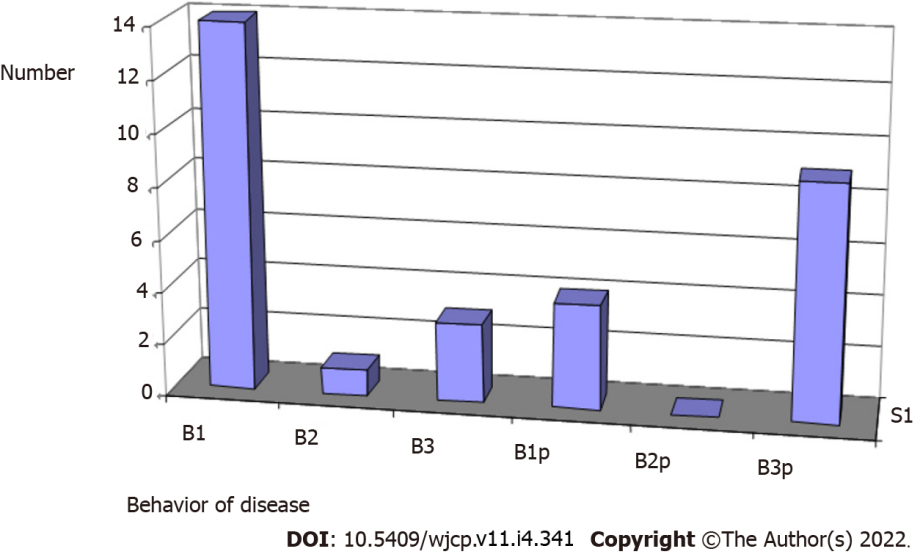 14
Number
12
10
8
6
4
2
0
S1
B1
B2
B3
B1p
B2p
B3p
Behavior of disease
DOI: 10.5409/wjcp.v11.i4.341 Copyright ©The Author(s) 2022.